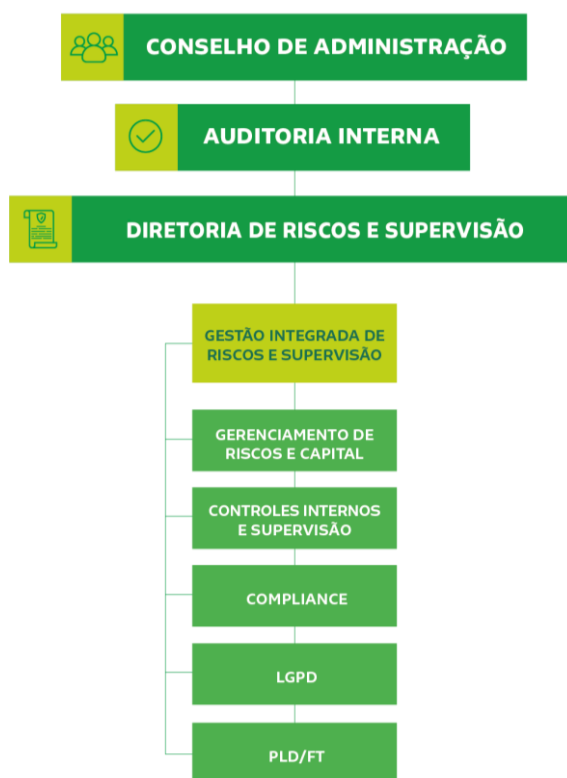 CONSELHO DE ADMINISTRAÇÃO
AUDITORIA INTERNA
DIRETORIA DE RISCOS E SUPERVISÃO
GESTÃO INTEGRADA DE
RISCOS E SUPERVISÃO
GERENCIAMENTO DE
RISCOS E CAPITAL
CONTROLES INTERNOS
E SUPERVISÃO
COMPLIANCE
LGPD
PLD/FT